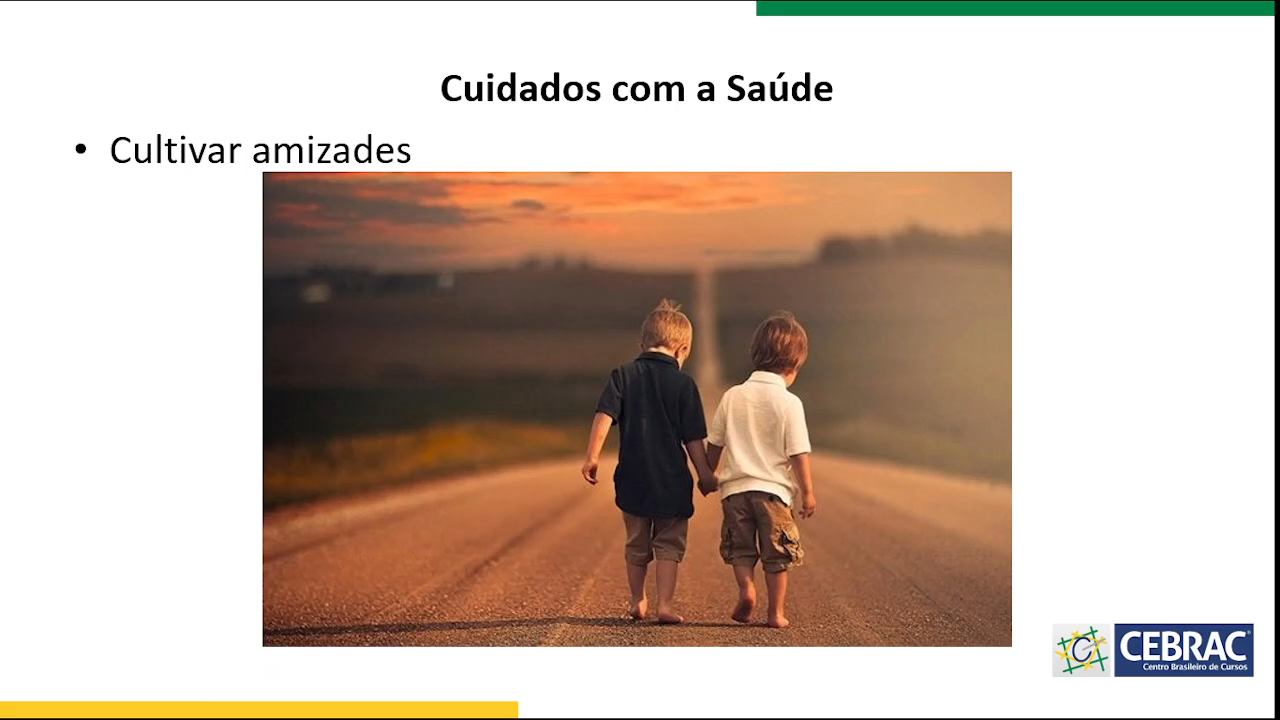 Cuidados com a Saúde
• Cultivar amizades
CEBRAC®
Centro Brasileiro de Cursos